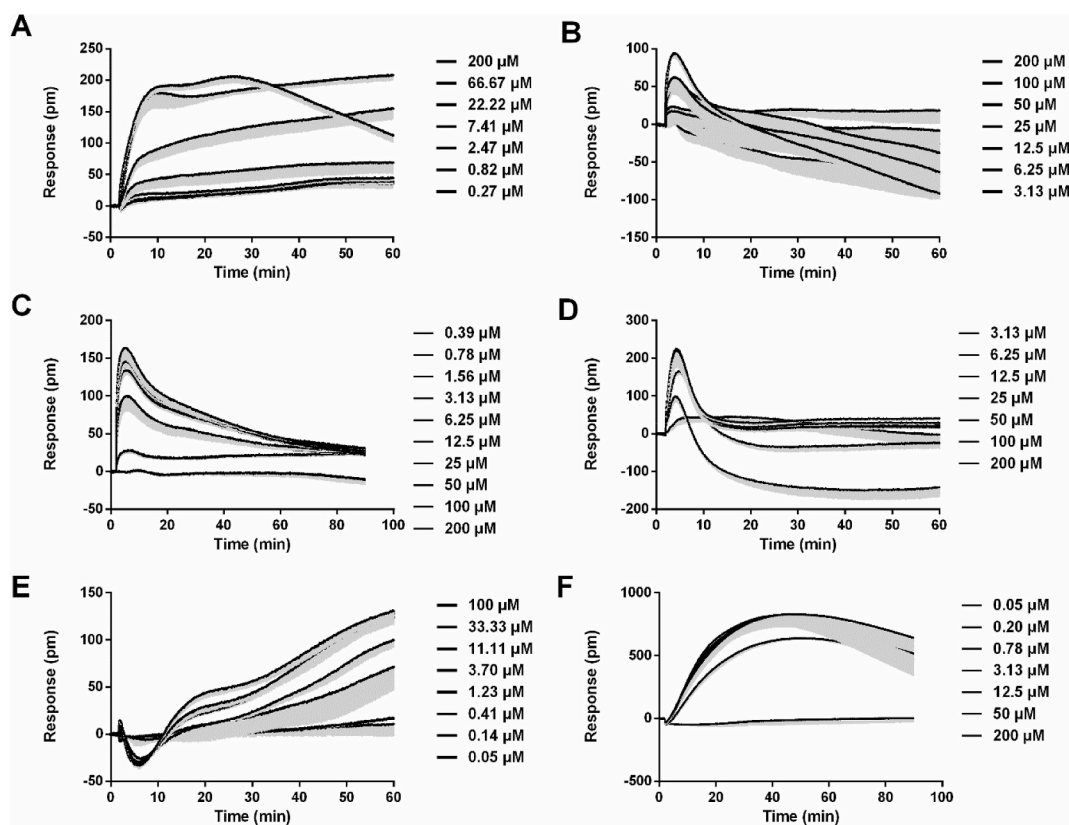 A
250
200
150
100
50
0
-50
Response (pm)
0 10 20 30 40 50 60
Time (min)
200 µM
66.67 µM
22.22 µM
7.41 µM
2.47 µM
0.82 µM
0.27 µM
B
100
50
0
-50
-100
-150
Response (pm)
0 10 20 30 40 50 60
Time (min)
200 µM
100 µM
50 µM
25 µM
12.5 µM
6.25 µM
3.13 µM
C
200
150
100
50
0
-50
Response (pm)
0 20 40 60 80 100
Time (min)
0.39 µM
0.78 µM
1.56 µM
3.13 µM
6.25 µM
12.5 µM
25 µM
50 µM
100 µM
200 µM
D
300
200
100
0
-100
-200
Response (pm)
0 10 20 30 40 50 60
Time (min)
3.13 µM
6.25 µM
12.5 µM
25 µM
50 µM
100 µM
200 µM
E
150
100
50
0
-50
Response (pm)
0 10 20 30 40 50 60
Time (min)
100 µM
33.33 µM
11.11 µM
3.70 µM
1.23 µM
0.41 µM
0.14 µM
0.05 µM
F
1000
500
0
-500
Response (pm)
0 20 40 60 80 100
Time (min)
0.05 µM
0.20 µM
0.78 µM
3.13 µM
12.5 µM
50 µM
200 µM